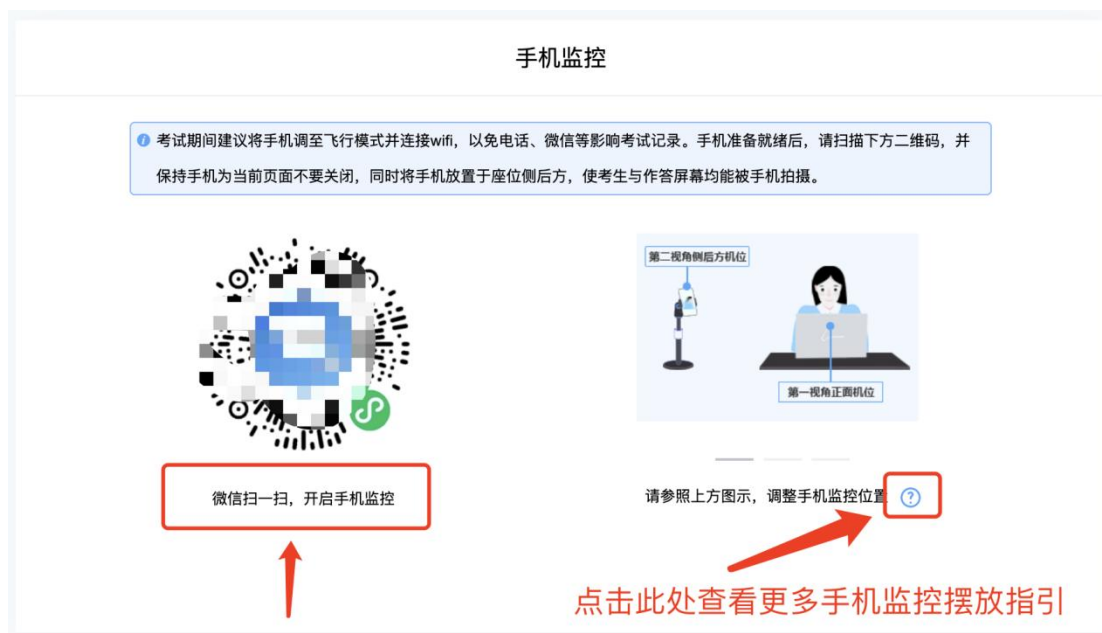 手机监控
考试期间建议将手机调至飞行模式并连接wifi，以免电话、微信等影响考试记录。手机准备就绪后，请扫描下方二维码，并
保持手机为当前页面不要关闭，同时将手机放置于座位侧后方，使考生与作答屏幕均能被手机拍摄。
第二视角侧后方机位
第一视角正面机位
微信扫一扫，开启手机监控
请参照上方图示，调整手机监控位置 ?
点击此处查看更多手机监控摆放指引